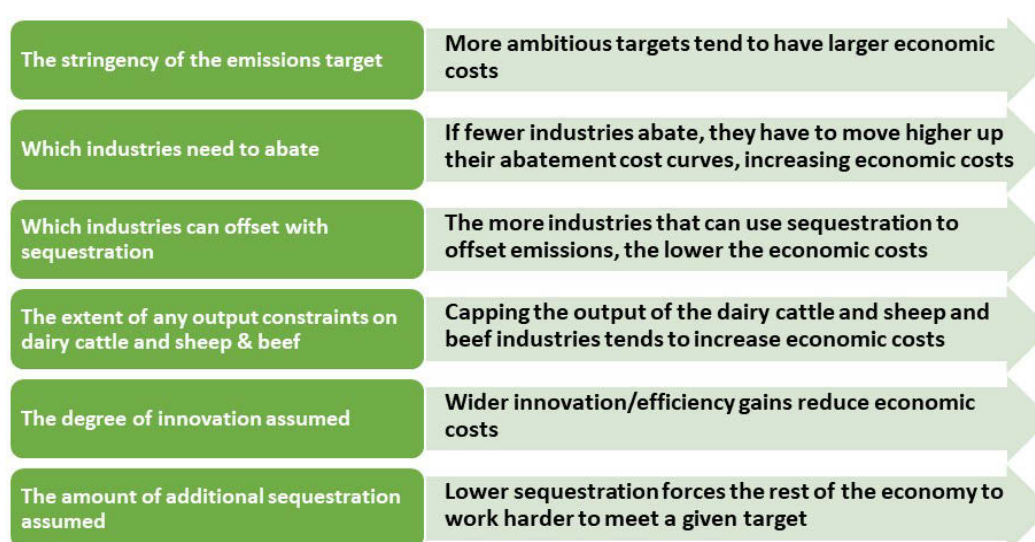 The stringency of the emissions target
More ambitious targets tend to have larger economic
costs
Which industries need to abate
If fewer industries abate, they have to move higher up
their abatement cost curves, increasing economic costs
Which industries can offset with
sequestration
The more industries that can use sequestration to
offset emissions, the lower the economic costs
The extent of any output constraints on
dairy cattle and sheep & beef
Capping the output of the dairy cattle and sheep and
beef industries tends to increase economic costs
The degree of innovation assumed
Wider innovation/efficiency gains reduce economic
costs
The amount of additional sequestration
assumed
Lower sequestration forces the rest of the economy to
work harder to meet a given target